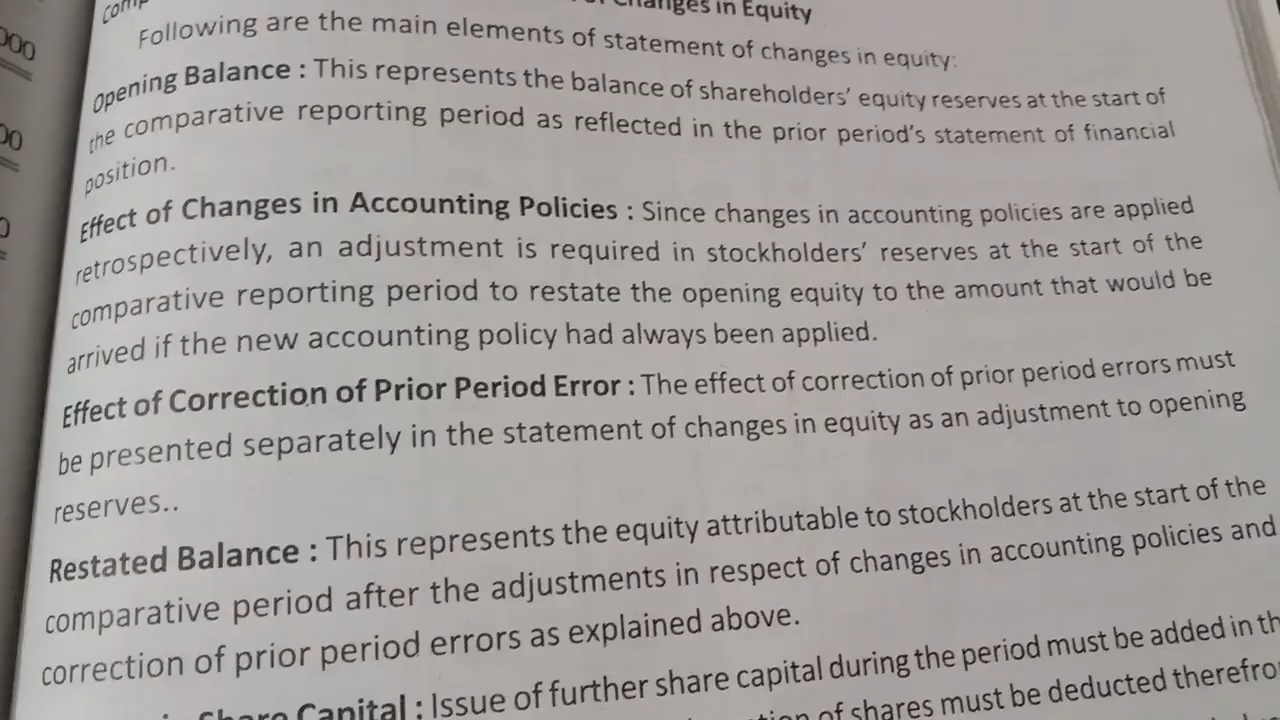 000
Changes in Equity
Following are the main elements of statement of changes in equity:
Opening Balance : This represents the balance of shareholders' equity reserves at the start of
the comparative reporting period as reflected in the prior period's statement of financial
position.
Effect of Changes in Accounting Policies : Since changes in accounting policies are applied
retrospectively, an adjustment is required in stockholders' reserves at the start of the
comparative reporting period to restate the opening equity to the amount that would be
arrived if the new accounting policy had always been applied.
Effect of Correction of Prior Period Error : The effect of correction of prior period errors must
be presented separately in the statement of changes in equity as an adjustment to opening
reserves..
Restated Balance : This represents the equity attributable to stockholders at the start of the
comparative period after the adjustments in respect of changes in accounting policies and
correction of prior period errors as explained above.
Share Capital : Issue of further share capital during the period must be added in
of shares must be deducted